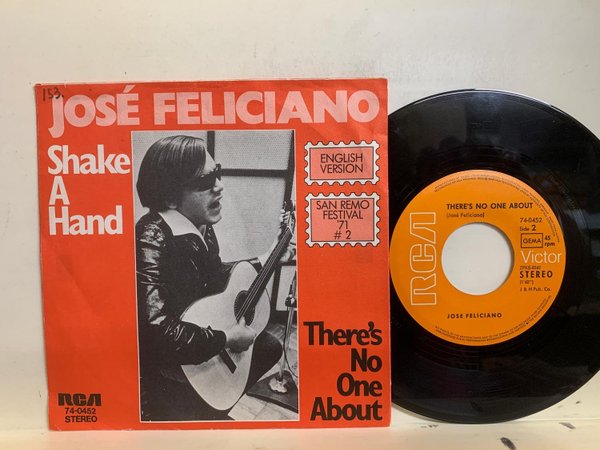 153.
JOSÉ FELICIANO
Shake
A
Hand
ENGLISH
VERSION
SAN REMO
FESTIVAL
71
# 2
There's
No
One
About
RCA
74-0452
STEREO
THERE'S NO ONE ABOUT
(José Feliciano)
74-0452
Side 2
GEMA
45
rpm
RCA
Victor
STEREO
J & H Pub. Co.
JOSE FELICIANO